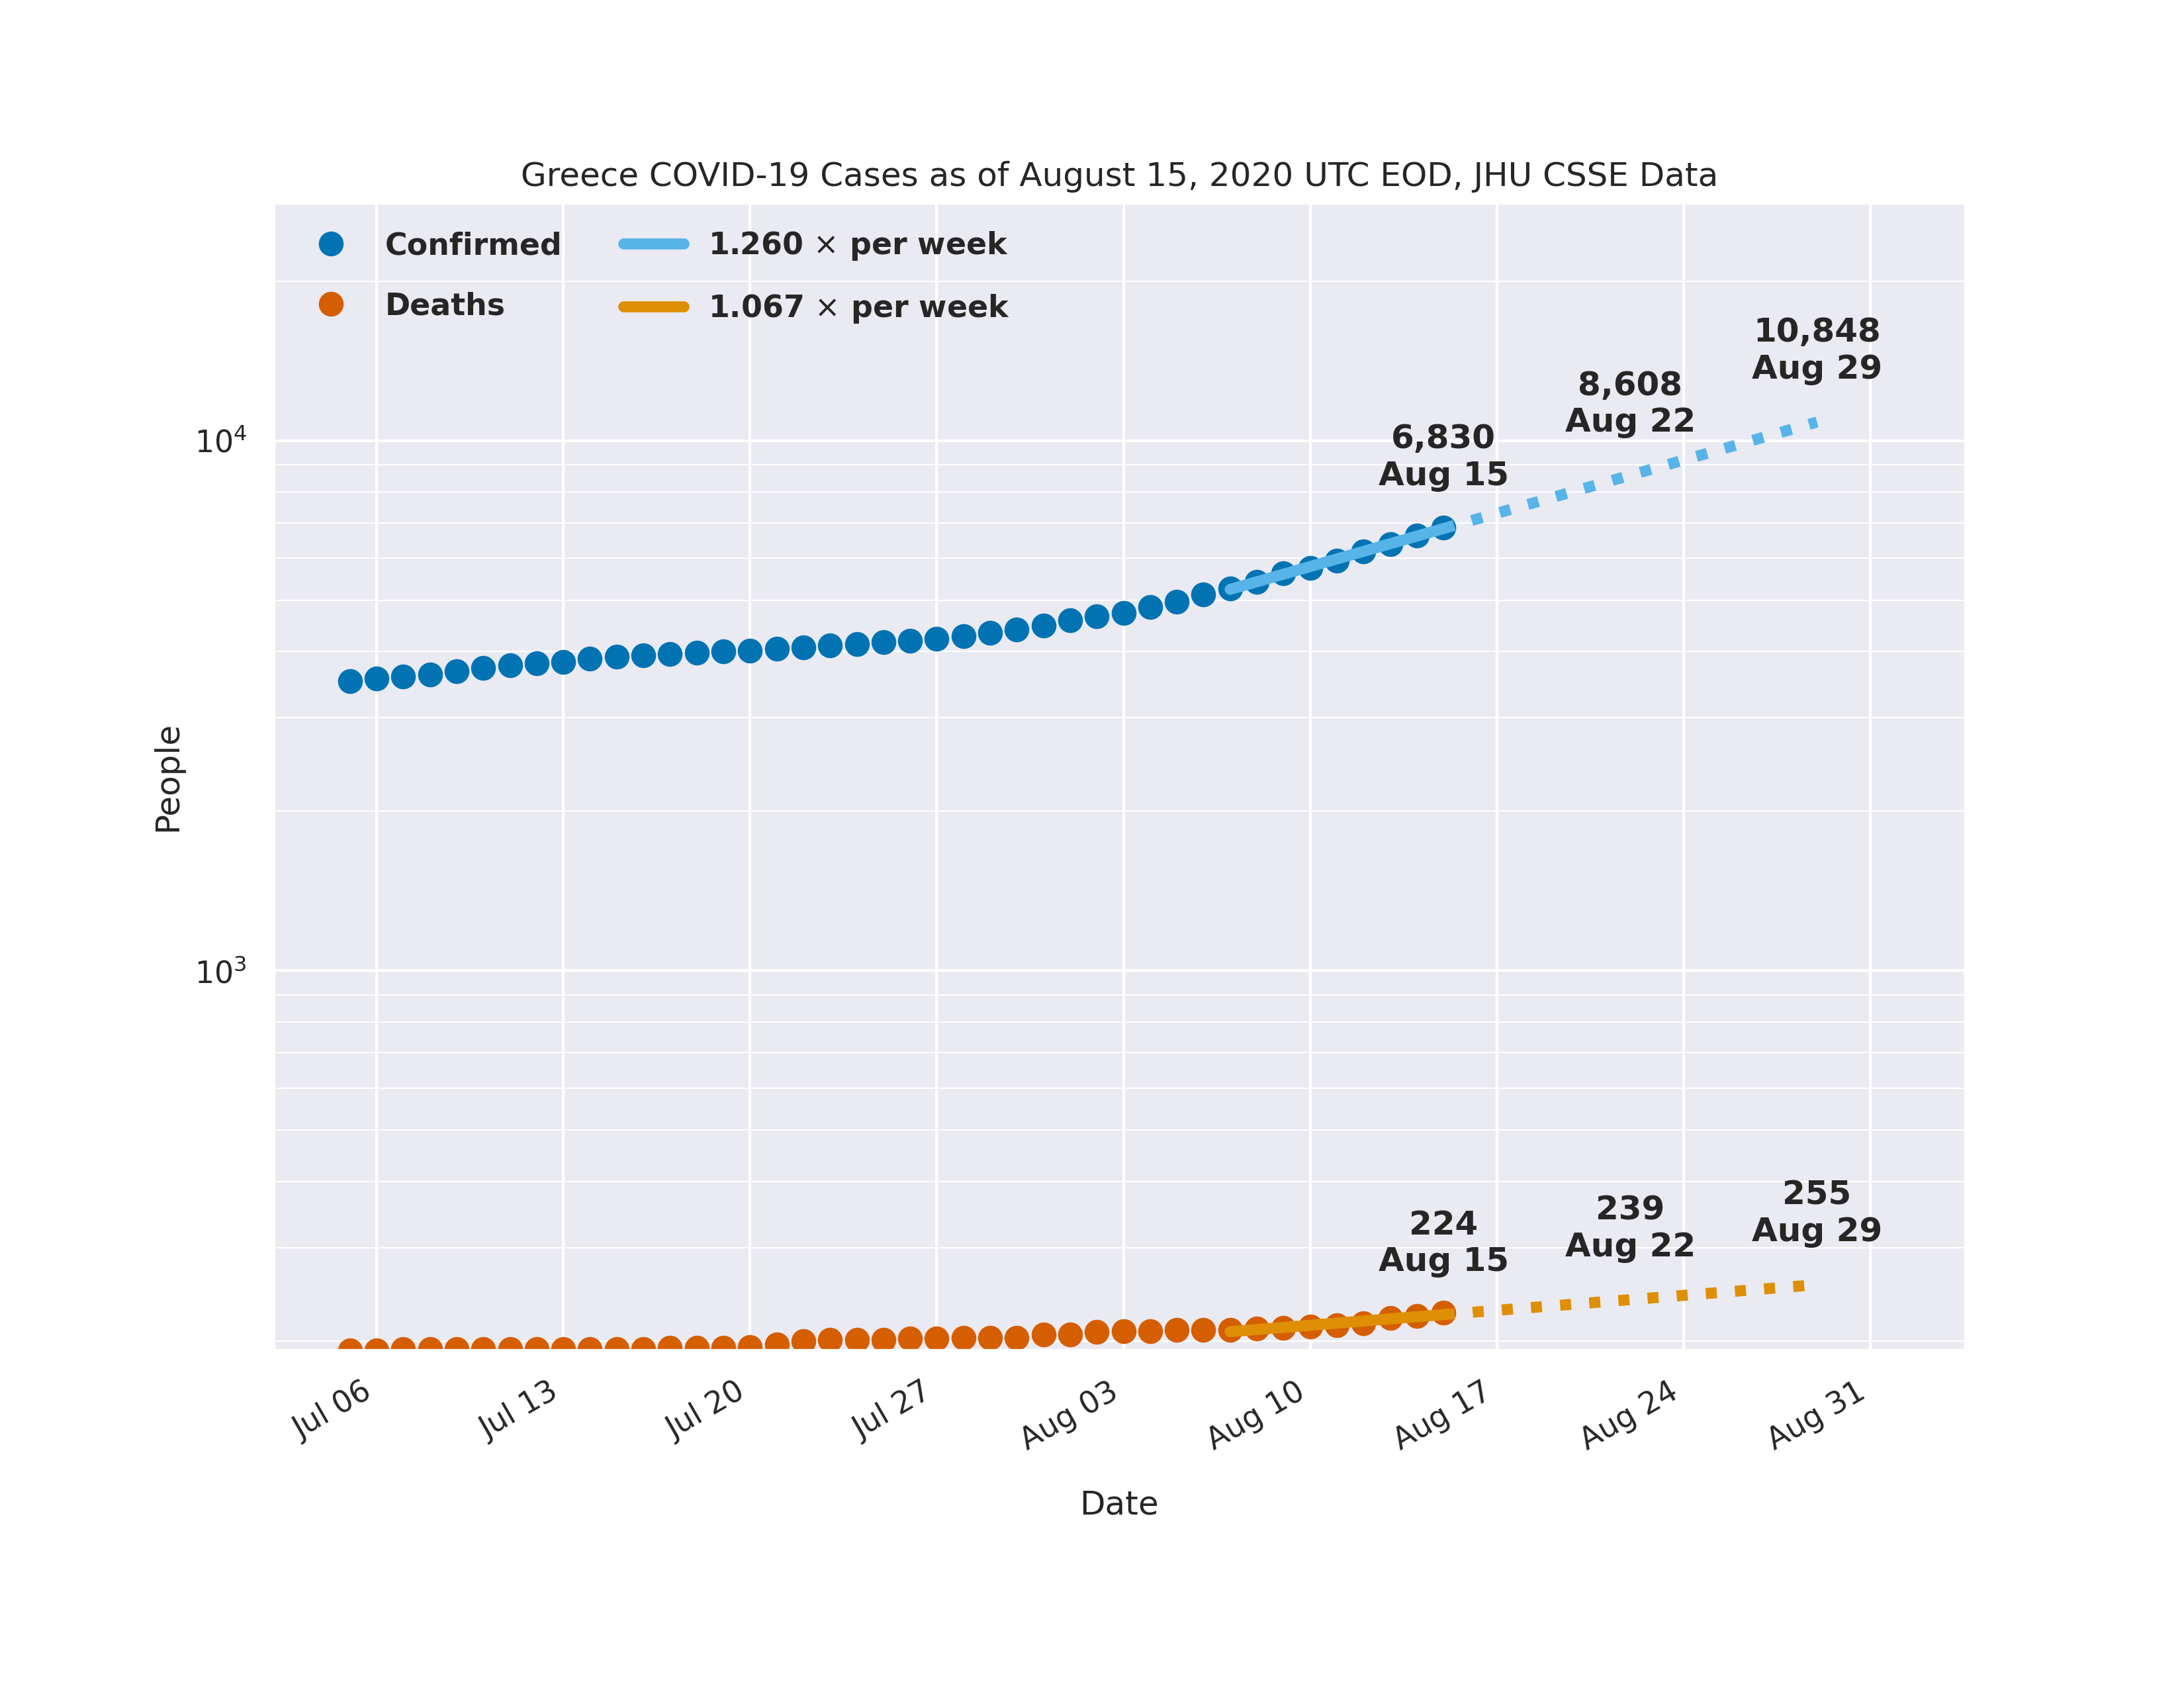 Greece COVID-19 Cases as of August 15, 2020 UTC EOD, JHU CSSE Data
Confirmed
Deaths
1.260 × per week
1.067 × per week
10,848
Aug 29
8,608
Aug 22
6,830
Aug 15
10⁴
10³
People
224
Aug 15
239
Aug 22
255
Aug 29
Jul 06
Jul 13
Jul 20
Jul 27
Aug 03
Aug 10
Aug 17
Aug 24
Aug 31
Date